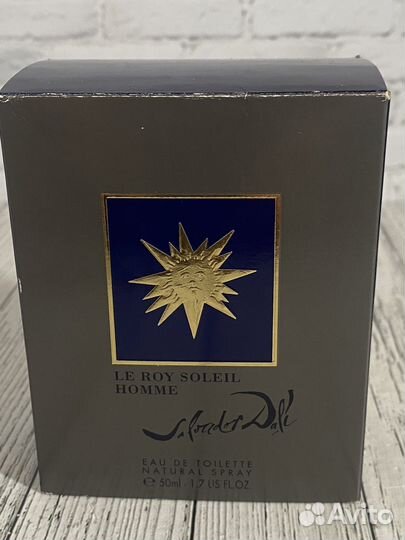 LE ROY SOLEIL
HOMME
Salvador Dali
EAU DE TOILETTE
NATURAL SPRAY
℮ 50ml - 1,7 US FL.OZ.
Avito